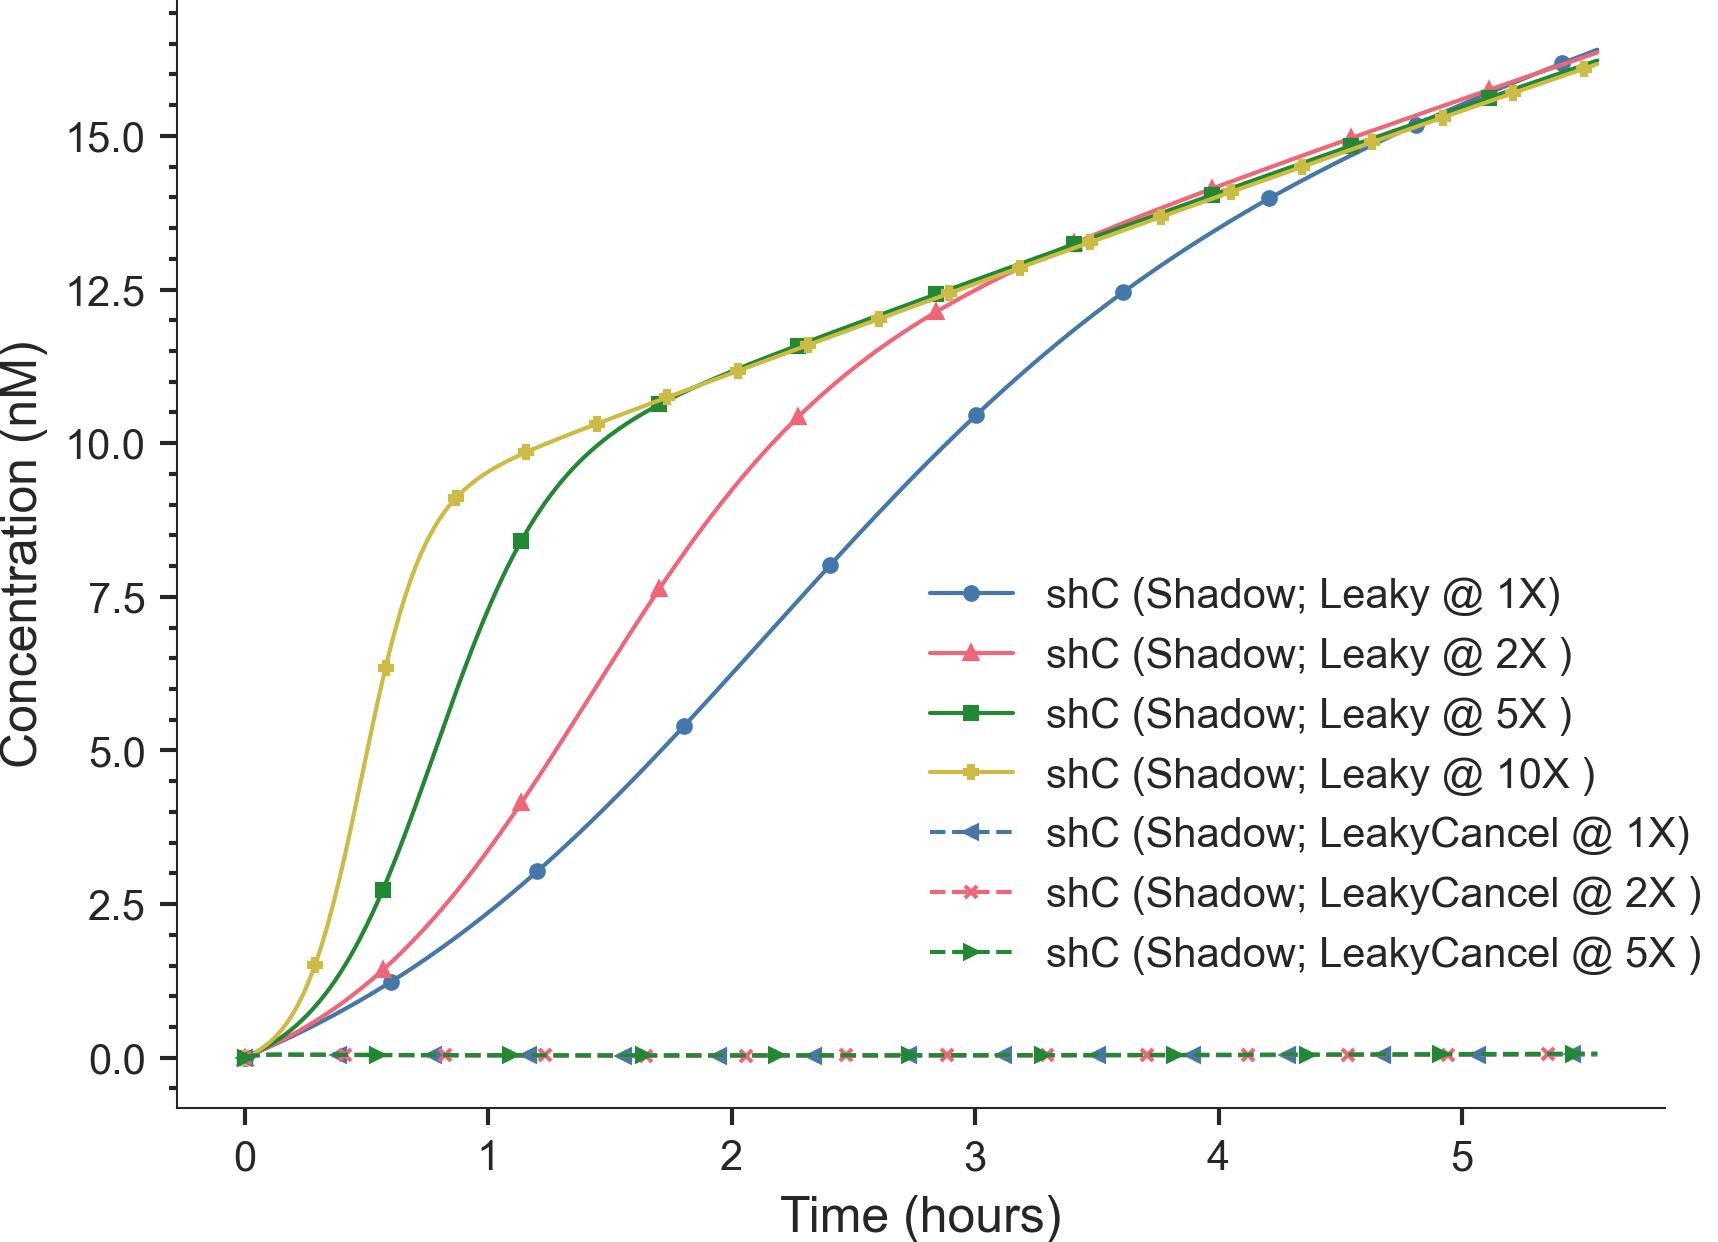 Concentration (nM)
15.0
12.5
10.0
7.5
5.0
2.5
0.0
shC (Shadow; Leaky @ 1X)
shC (Shadow; Leaky @ 2X )
shC (Shadow; Leaky @ 5X )
shC (Shadow; Leaky @ 10X )
shC (Shadow; LeakyCancel @ 1X)
shC (Shadow; LeakyCancel @ 2X )
shC (Shadow; LeakyCancel @ 5X )
0 1 2 3 4 5
Time (hours)